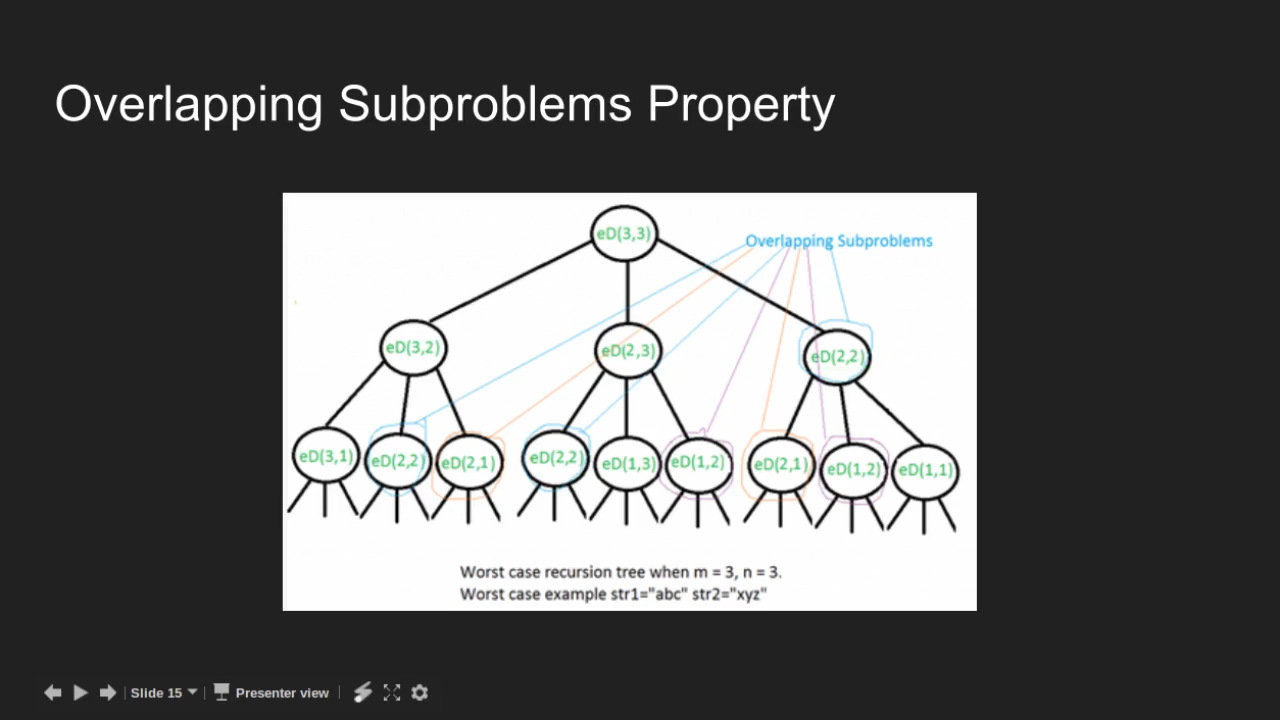 Overlapping Subproblems Property
eD(3,3)
Overlapping Subproblems
eD(3,2) eD(2,3) eD(2,2)
eD(3,1) eD(2,2) eD(2,1) eD(2,2) eD(1,3) eD(1,2) eD(2,1) eD(1,2) eD(1,1)
Worst case recursion tree when m = 3, n = 3.
Worst case example str1="abc" str2="xyz"
Slide 15 Presenter view